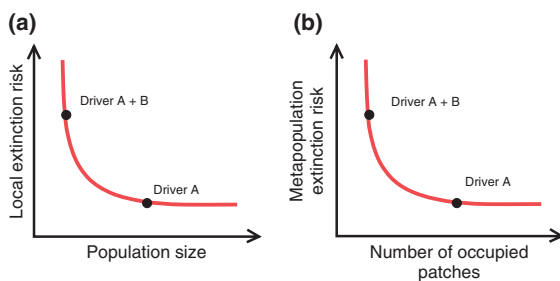 (a)
Local extinction risk
Driver A + B
Driver A
Population size
(b)
Metapopulation
extinction risk
Driver A + B
Driver A
Number of occupied
patches